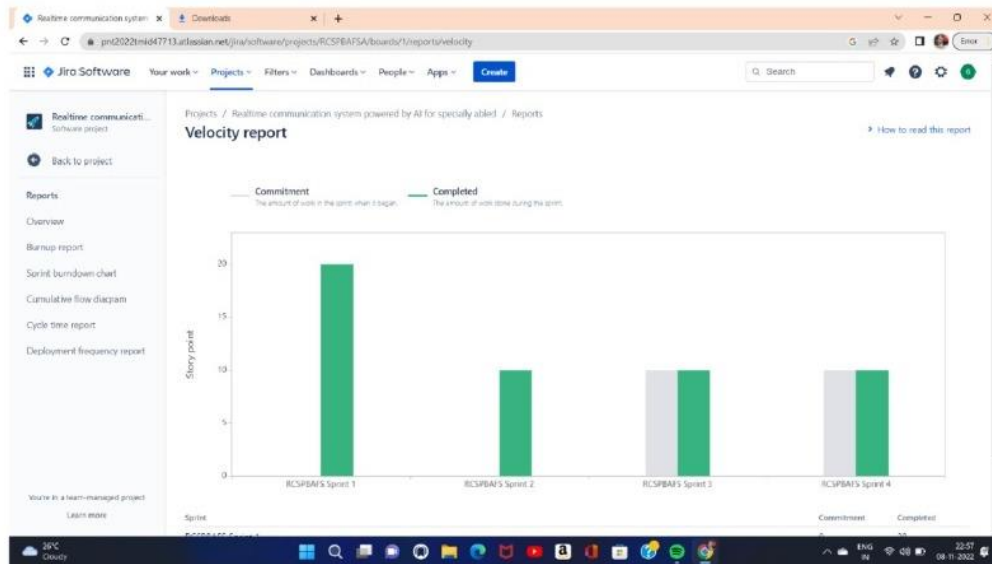 Realtime communication system
Downloads
pnt2022tmid47713.atlassian.net/jira/software/projects/RCSPBAFSA/boards/1/reports/velocity
Error
Jira Software
Your work
Projects
Filters
Dashboards
People
Apps
Create
Search
Realtime communicati...
Software project
Back to project
Reports
Overview
Burnup report
Sprint burndown chart
Cumulative flow diagram
Cycle time report
Deployment frequency report
You're in a team-managed project
Learn more
Projects / Realtime communication system powered by AI for specially abled / Reports
Velocity report
How to read this report
Commitment
The amount of work in the sprint when it began.
Completed
The amount of work done during the sprint.
Story point
20
15
10
5
0
RCSPBAFS Sprint 1
RCSPBAFS Sprint 2
RCSPBAFS Sprint 3
RCSPBAFS Sprint 4
Sprint Commitment Completed
26°C
Cloudy
ENG
IN
22:57
08-11-2022